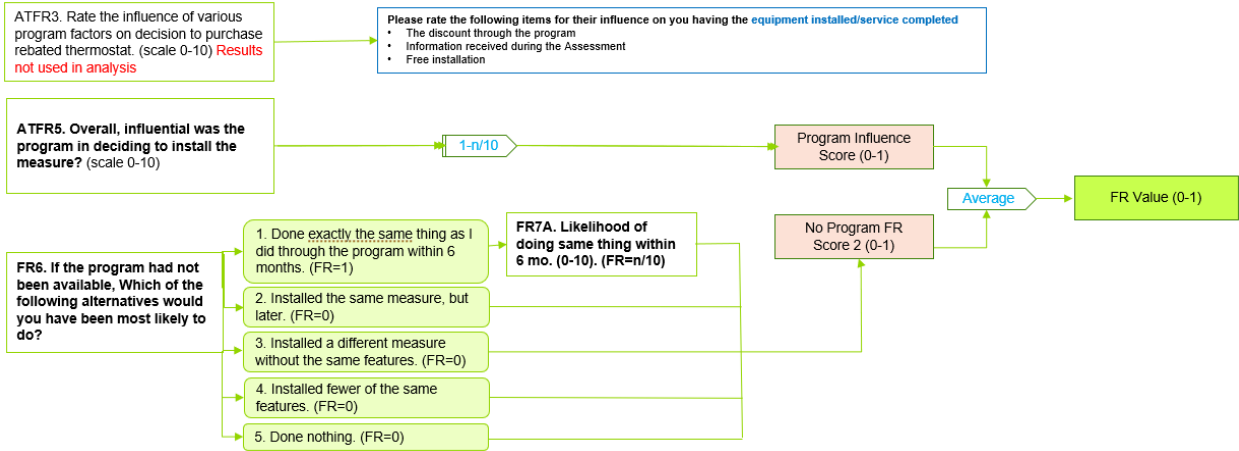 ATFR3. Rate the influence of various
program factors on decision to purchase
rebated thermostat. (scale 0-10) Results
not used in analysis
Please rate the following items for their influence on you having the equipment installed/service completed
• The discount through the program
• Information received during the Assessment
• Free installation
ATFR5. Overall, influential was the
program in deciding to install the
measure? (scale 0-10)
1-n/10
Program Influence
Score (0-1)
Average
FR Value (0-1)
No Program FR
Score 2 (0-1)
FR6. If the program had not
been available, Which of the
following alternatives would
you have been most likely to
do?
1. Done exactly the same thing as I
did through the program within 6
months. (FR=1)
FR7A. Likelihood of
doing same thing within
6 mo. (0-10). (FR=n/10)
2. Installed the same measure, but
later. (FR=0)
3. Installed a different measure
without the same features. (FR=0)
4. Installed fewer of the same
features. (FR=0)
5. Done nothing. (FR=0)